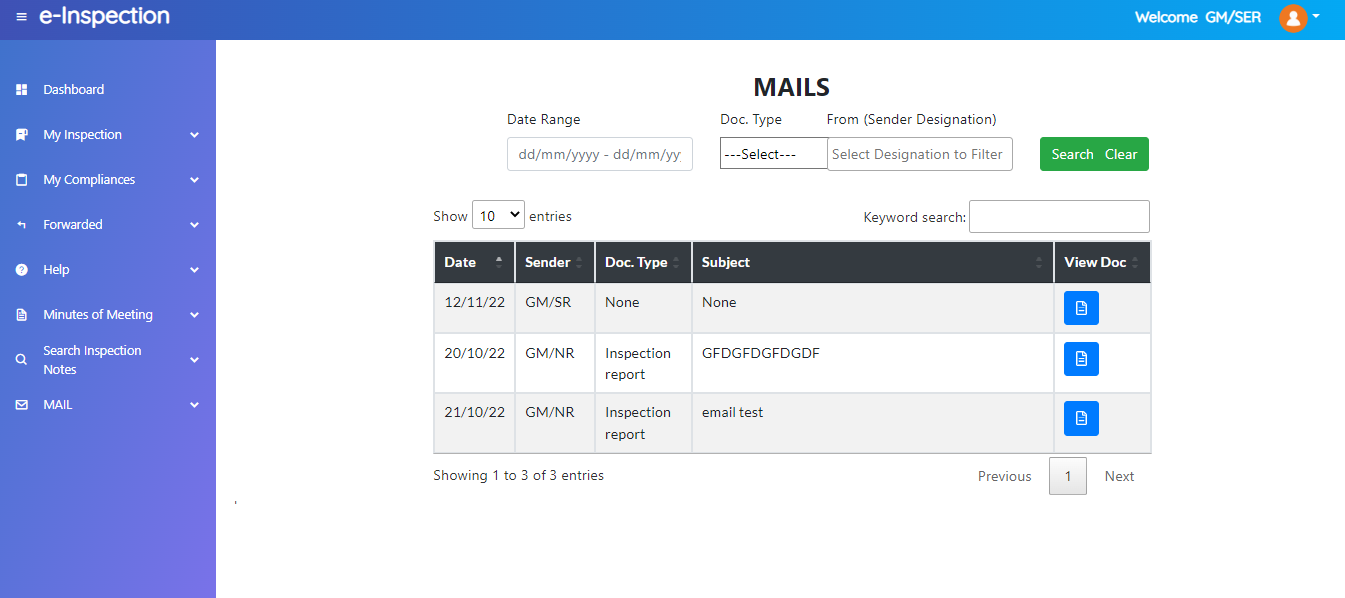 e-Inspection
Welcome GM/SER
Dashboard
My Inspection
My Compliances
Forwarded
Help
Minutes of Meeting
Search Inspection
Notes
MAIL
MAILS
Date Range Doc. Type From (Sender Designation)
dd/mm/yyyy - dd/mm/yy ---Select--- Select Designation to Filter Search Clear
Show 10 entries Keyword search:
Date Sender Doc. Type Subject View Doc
12/11/22 GM/SR None None
20/10/22 GM/NR Inspection GFDGFDGFDGDF
report
21/10/22 GM/NR Inspection email test
report
Showing 1 to 3 of 3 entries Previous 1 Next